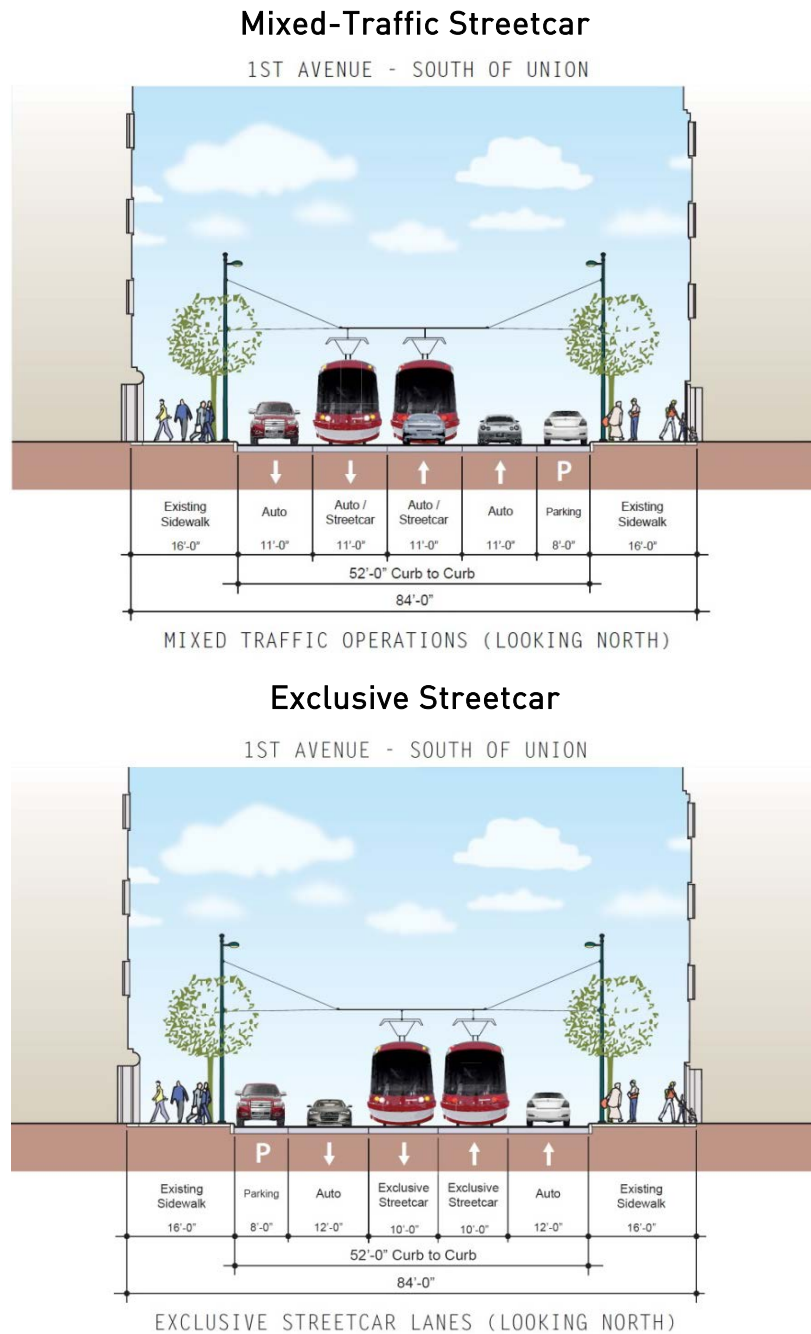 Mixed-Traffic Streetcar
1ST AVENUE - SOUTH OF UNION
P
Existing Sidewalk
Auto
Auto / Streetcar
Auto / Streetcar
Auto
Parking
Existing Sidewalk
16'-0"
11'-0"
11'-0"
11'-0"
11'-0"
8'-0"
16'-0"
52'-0" Curb to Curb
84'-0"
MIXED TRAFFIC OPERATIONS (LOOKING NORTH)
Exclusive Streetcar
1ST AVENUE - SOUTH OF UNION
P
Existing Sidewalk
Parking
Auto
Exclusive Streetcar
Exclusive Streetcar
Auto
Existing Sidewalk
16'-0"
8'-0"
12'-0"
10'-0"
10'-0"
12'-0"
16'-0"
52'-0" Curb to Curb
84'-0"
EXCLUSIVE STREETCAR LANES (LOOKING NORTH)